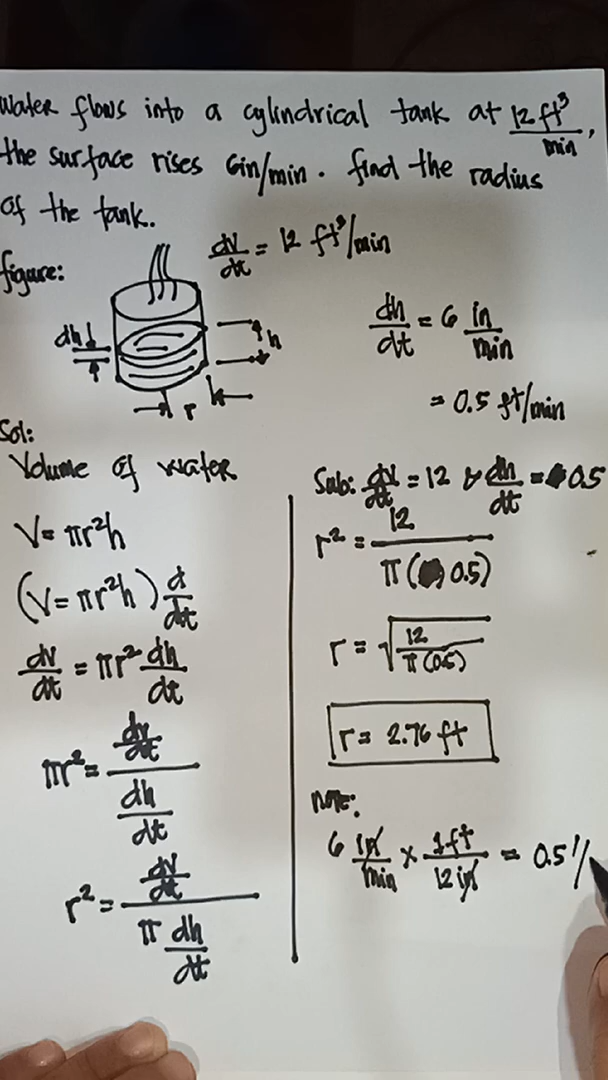 Water flows into a cylindrical tank at 12 ft³/min,
the surface rises 6in/min. find the radius
of the tank.
figure:
dv/dt = 12 ft³/min
dh
h
r
dh/dt = 6 in/min
= 0.5 ft/min
Sol:
Volume of water
V= πr²h
(V= πr²h) d/dt
dv/dt = πr² dh/dt
πr² = dv/dt / dh/dt
r² = dv/dt / π dh/dt
Sub: dv/dt = 12 & dh/dt = 0.5
r² = 12 / π( 0.5)
r = √12/π(0.5)
r = 2.76 ft
Note:
6 in/min x 1ft/12in = 0.5'/